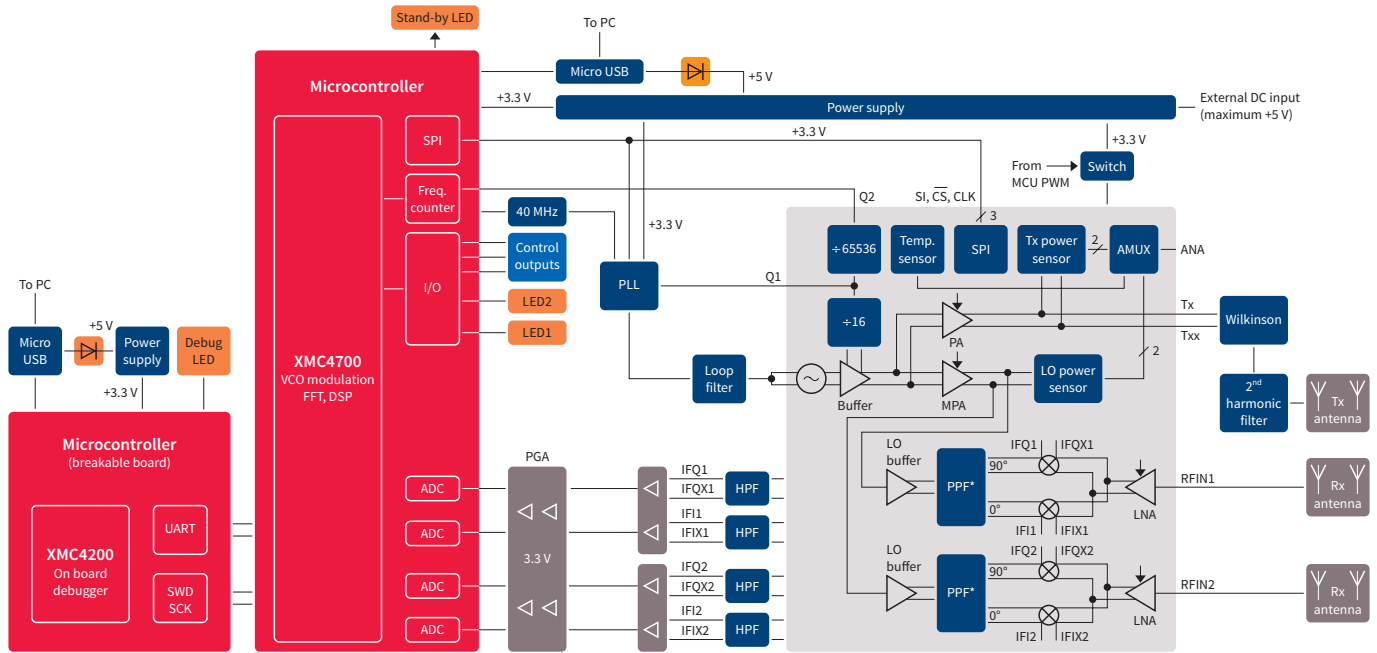 Stand-by LED
To PC
Microcontroller
Micro USB
+5 V
+3.3 V
Power supply
External DC input
(maximum +5 V)
SPI
+3.3 V
+3.3 V
From
MCU PWM
Switch
Freq.
counter
Q2
SI, CS, CLK
3
40 MHz
+3.3 V
÷65536
Temp.
sensor
SPI
Tx power
sensor
2
AMUX
ANA
Control
outputs
I/O
PLL
Q1
To PC
LED2
÷16
Tx
Wilkinson
+5 V
Micro
USB
Power
supply
Debug
LED
LED1
PA
Txx
2
XMC4700
VCO modulation
FFT, DSP
Loop
filter
LO power
sensor
+3.3 V
Buffer
MPA
2nd
harmonic
filter
Tx
antenna
Microcontroller
(breakable board)
PGA
LO
buffer
IFQ1
IFQX1
90°
PPF*
0°
IFI1
IFIX1
LNA
RFIN1
Rx
antenna
ADC
IFQ1
IFQX1
HPF
ADC
IFI1
IFIX1
HPF
UART
XMC4200
On board
debugger
SWD
SCK
3.3 V
LO
buffer
IFQ2
IFQX2
90°
PPF*
0°
IFI2
IFIX2
LNA
RFIN2
Rx
antenna
ADC
IFQ2
IFQX2
HPF
ADC
IFI2
IFIX2
HPF